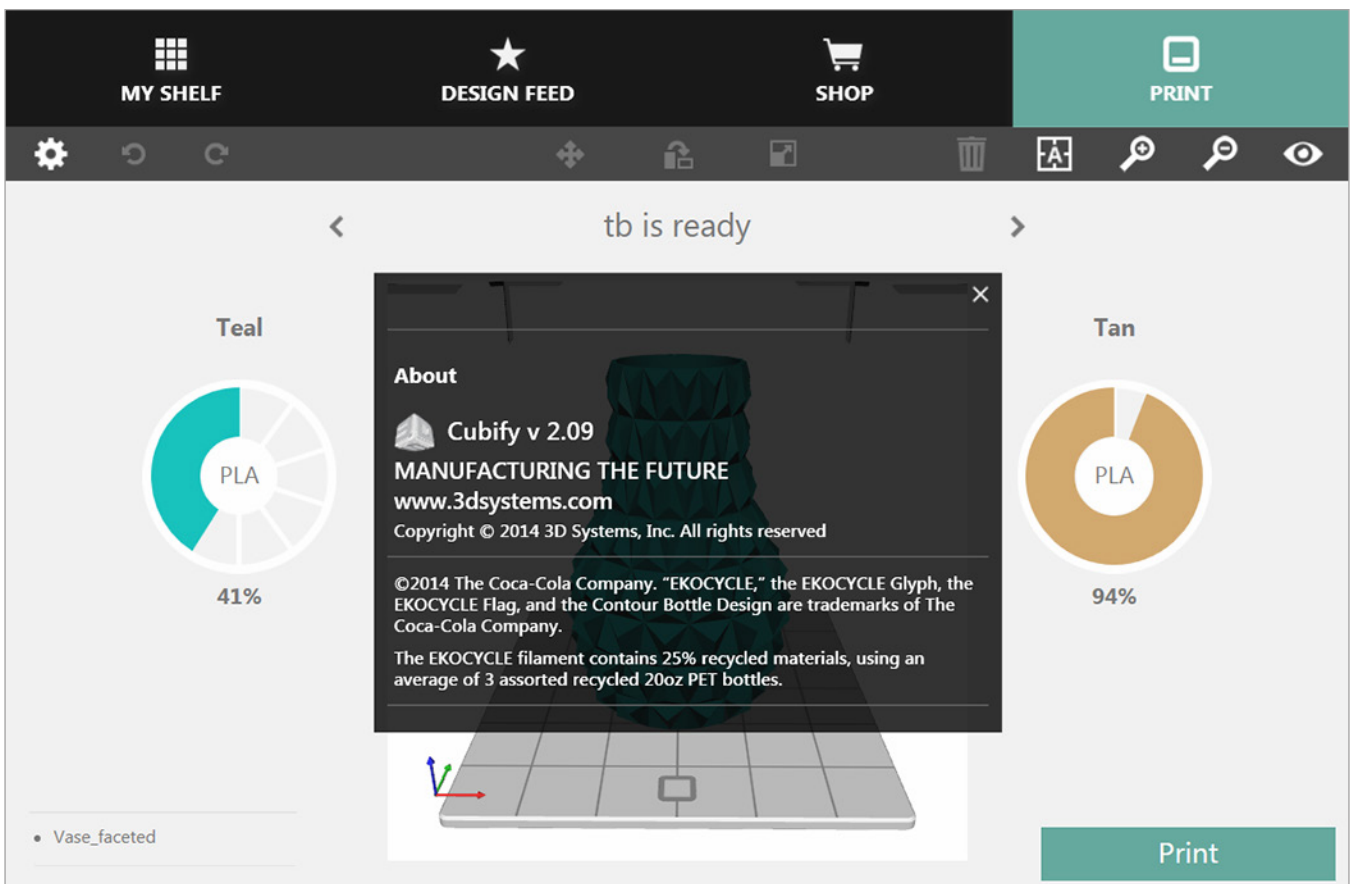 MY SHELF
DESIGN FEED
SHOP
PRINT
A
tb is ready
Teal
PLA
41%
Tan
PLA
94%
About
Cubify v 2.09
MANUFACTURING THE FUTURE
www.3dsystems.com
Copyright © 2014 3D Systems, Inc. All rights reserved
©2014 The Coca-Cola Company. “EKOCYCLE,” the EKOCYCLE Glyph, the
EKOCYCLE Flag, and the Contour Bottle Design are trademarks of The
Coca-Cola Company.
The EKOCYCLE filament contains 25% recycled materials, using an
average of 3 assorted recycled 20oz PET bottles.
• Vase_faceted
Print